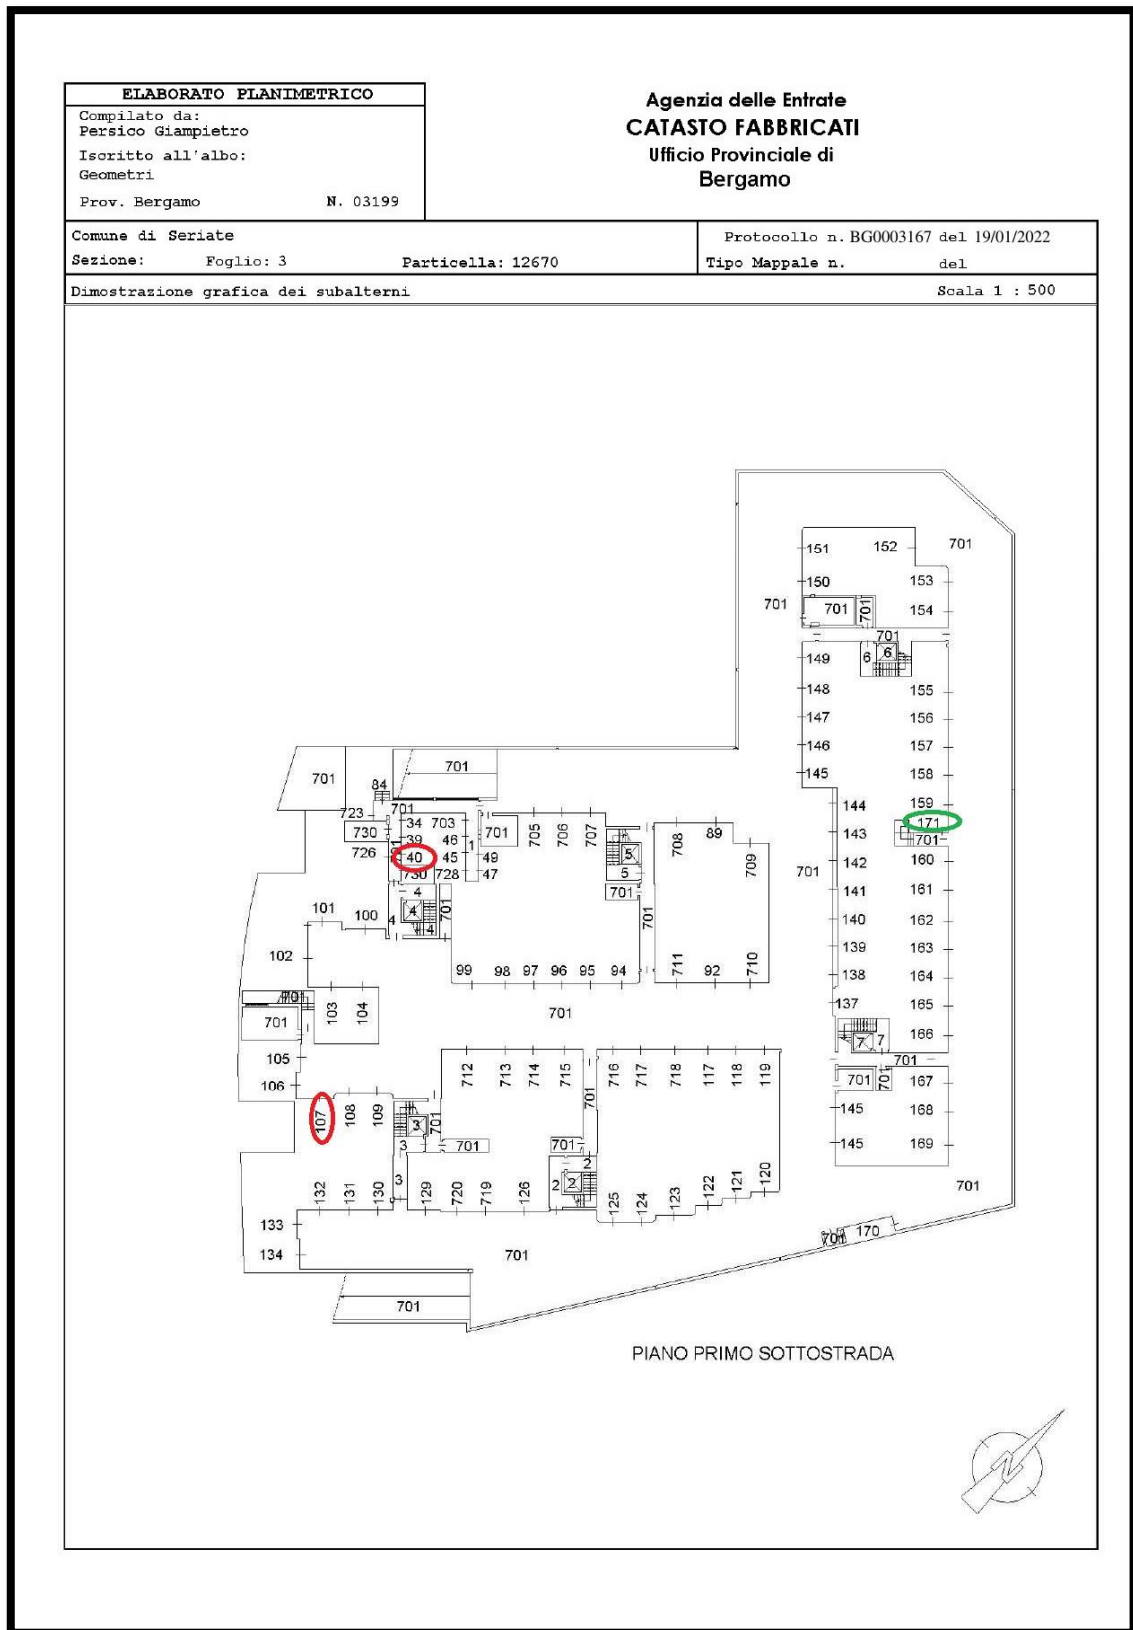 ELABORATO PLANIMETRICO
Compilato da:
Persico Giampietro
Iscritto all'albo:
Geometri
Prov. Bergamo N. 03199
Agenzia delle Entrate
CATASTO FABBRICATI
Ufficio Provinciale di
Bergamo
Comune di Seriate
Sezione: Foglio: 3 Particella: 12670
Protocollo n. BG0003167 del 19/01/2022
Tipo Mappale n. del
Dimostrazione grafica dei subalterni Scala 1 : 500
151 152 701
150 153
701 701 701 154
701
149 6 6
148 155
147 156
146 157
145 158
144 159
171
143 701
701 142 160
141 161
140 162
139 163
138 164
137 165
166
7 7
701
701 701 167
145 168
145 169
701
701 170
701 701
84
723 701
730 34 703 701 705 706 707
39 46 1
726 40 45 49
730 728 47
4 5
4 701 5
4 4 701
708 89 709
701
101 100
102
99 98 97 96 95 94
711 92 710
701
701 103 104
701
105
106
712 713 714 715 701 716 717 718 117 118 119
107 108 109 3 701
3 701 701
3 2
2 2
132 131 130 129 720 719 126
125 124 123 122 121 120
133
134 701
701
PIANO PRIMO SOTTOSTRADA
N